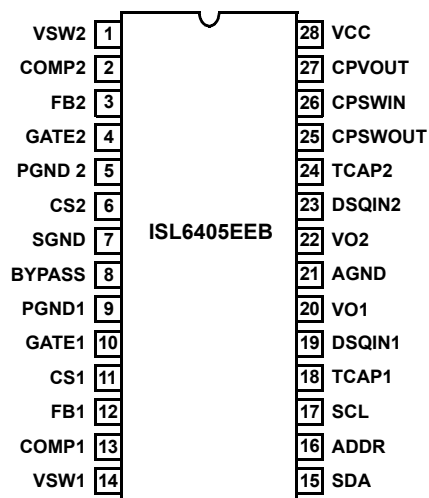 VSW2 1 28 VCC
COMP2 2 27 CPVOUT
FB2 3 26 CPSWIN
GATE2 4 25 CPSWOUT
PGND 2 5 24 TCAP2
CS2 6 23 DSQIN2
SGND 7 ISL6405EEB 22 VO2
BYPASS 8 21 AGND
PGND1 9 20 VO1
GATE1 10 19 DSQIN1
CS1 11 18 TCAP1
FB1 12 17 SCL
COMP1 13 16 ADDR
VSW1 14 15 SDA